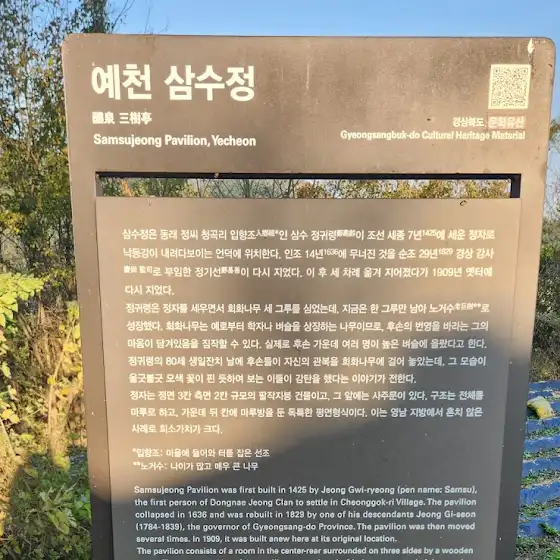 예천 삼수정
醴泉 三樹亭
Samsujeong Pavilion, Yecheon
경상북도 문화유산
Gyeongsangbuk-do Cultural Heritage Material
삼수정은 동래 정씨 청곡리 입향조入鄕祖*인 삼수 정귀령鄭龜齡이 조선 세종 7년1425에 세운 정자로
낙동강이 내려다보이는 언덕에 위치한다. 인조 14년1636에 무너진 것을 순조 29년1829 경상 감사
慶尙 監司로 부임한 정기선鄭基善이 다시 지었다. 이 후 세 차례 옮겨 지어졌다가 1909년 옛터에
다시 지었다.
정귀령은 정자를 세우면서 회화나무 세 그루를 심었는데, 지금은 한 그루만 남아 노거수老巨樹**로
성장했다. 회화나무는 예로부터 학자나 벼슬을 상징하는 나무이므로, 후손의 번영을 바라는 그의
마음이 담겨있음을 짐작할 수 있다. 실제로 후손 가운데 여러 명이 높은 벼슬에 올랐다고 한다.
정귀령의 80세 생일잔치 날에 후손들이 자신의 관복을 회화나무에 걸어 놓았는데, 그 모습이
울긋불긋 오색 꽃이 핀 듯하여 보는 이들이 감탄을 했다는 이야기가 전한다.
정자는 정면 3칸 측면 2칸 규모의 팔작지붕 건물이고, 그 앞에는 사주문이 있다. 구조는 전체를
마루로 하고, 가운데 뒤 칸에 마루방을 둔 독특한 평면형식이다. 이는 영남 지방에서 흔치 않은
사례로 희소가치가 크다.
*입향조: 마을에 들어와 터를 잡은 선조
**노거수: 나이가 많고 매우 큰 나무
Samsujeong Pavilion was first built in 1425 by Jeong Gwi-ryeong (pen name: Samsu),
the first person of Dongnae Jeong Clan to settle in Cheonggok-ri Village. The pavilion
collapsed in 1636 and was rebuilt in 1829 by one of his descendants Jeong Gi-seon
(1784-1839), the governor of Gyeongsang-do Province. The pavilion was then moved
several times. In 1909, it was built anew here at its original location.
The pavilion consists of a room in the center-rear surrounded on three sides by a wooden